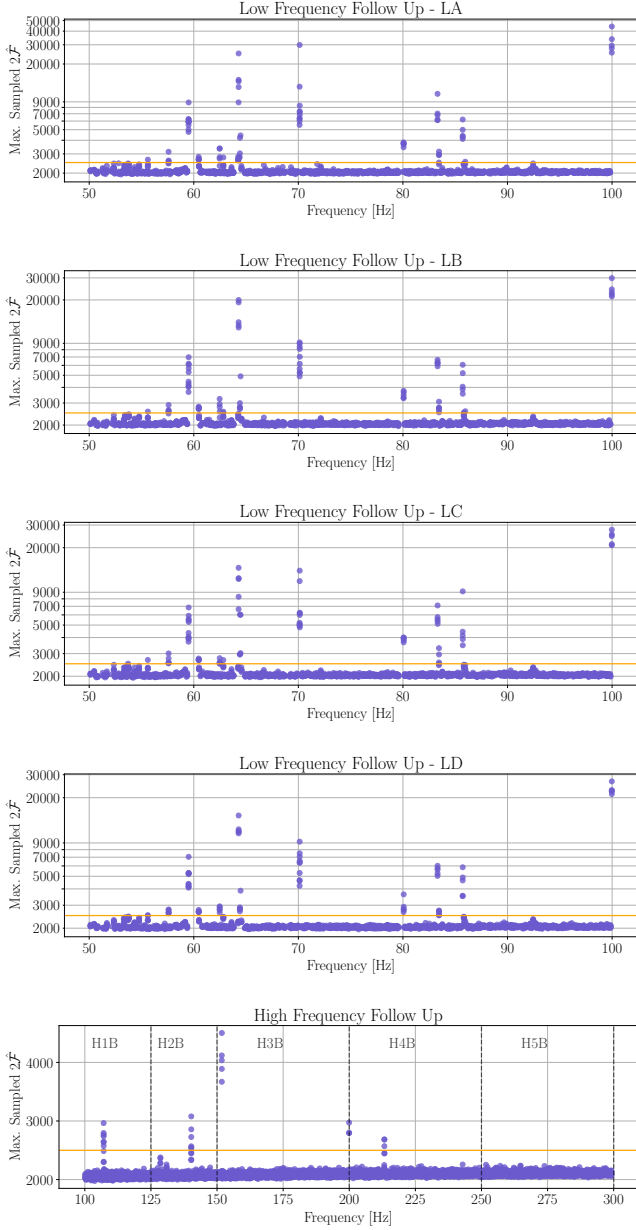 Low Frequency Follow Up - LA
Max. Sampled 2ℱ̂
50000
40000
30000
20000
9000
7000
5000
3000
2000
50 60 70 80 90 100
Frequency [Hz]
Low Frequency Follow Up - LB
Max. Sampled 2ℱ̂
30000
20000
9000
7000
5000
3000
2000
50 60 70 80 90 100
Frequency [Hz]
Low Frequency Follow Up - LC
Max. Sampled 2ℱ̂
30000
20000
9000
7000
5000
3000
2000
50 60 70 80 90 100
Frequency [Hz]
Low Frequency Follow Up - LD
Max. Sampled 2ℱ̂
30000
20000
9000
7000
5000
3000
2000
50 60 70 80 90 100
Frequency [Hz]
High Frequency Follow Up
Max. Sampled 2ℱ̂
H1B H2B H3B H4B H5B
4000
3000
2000
100 125 150 175 200 225 250 275 300
Frequency [Hz]